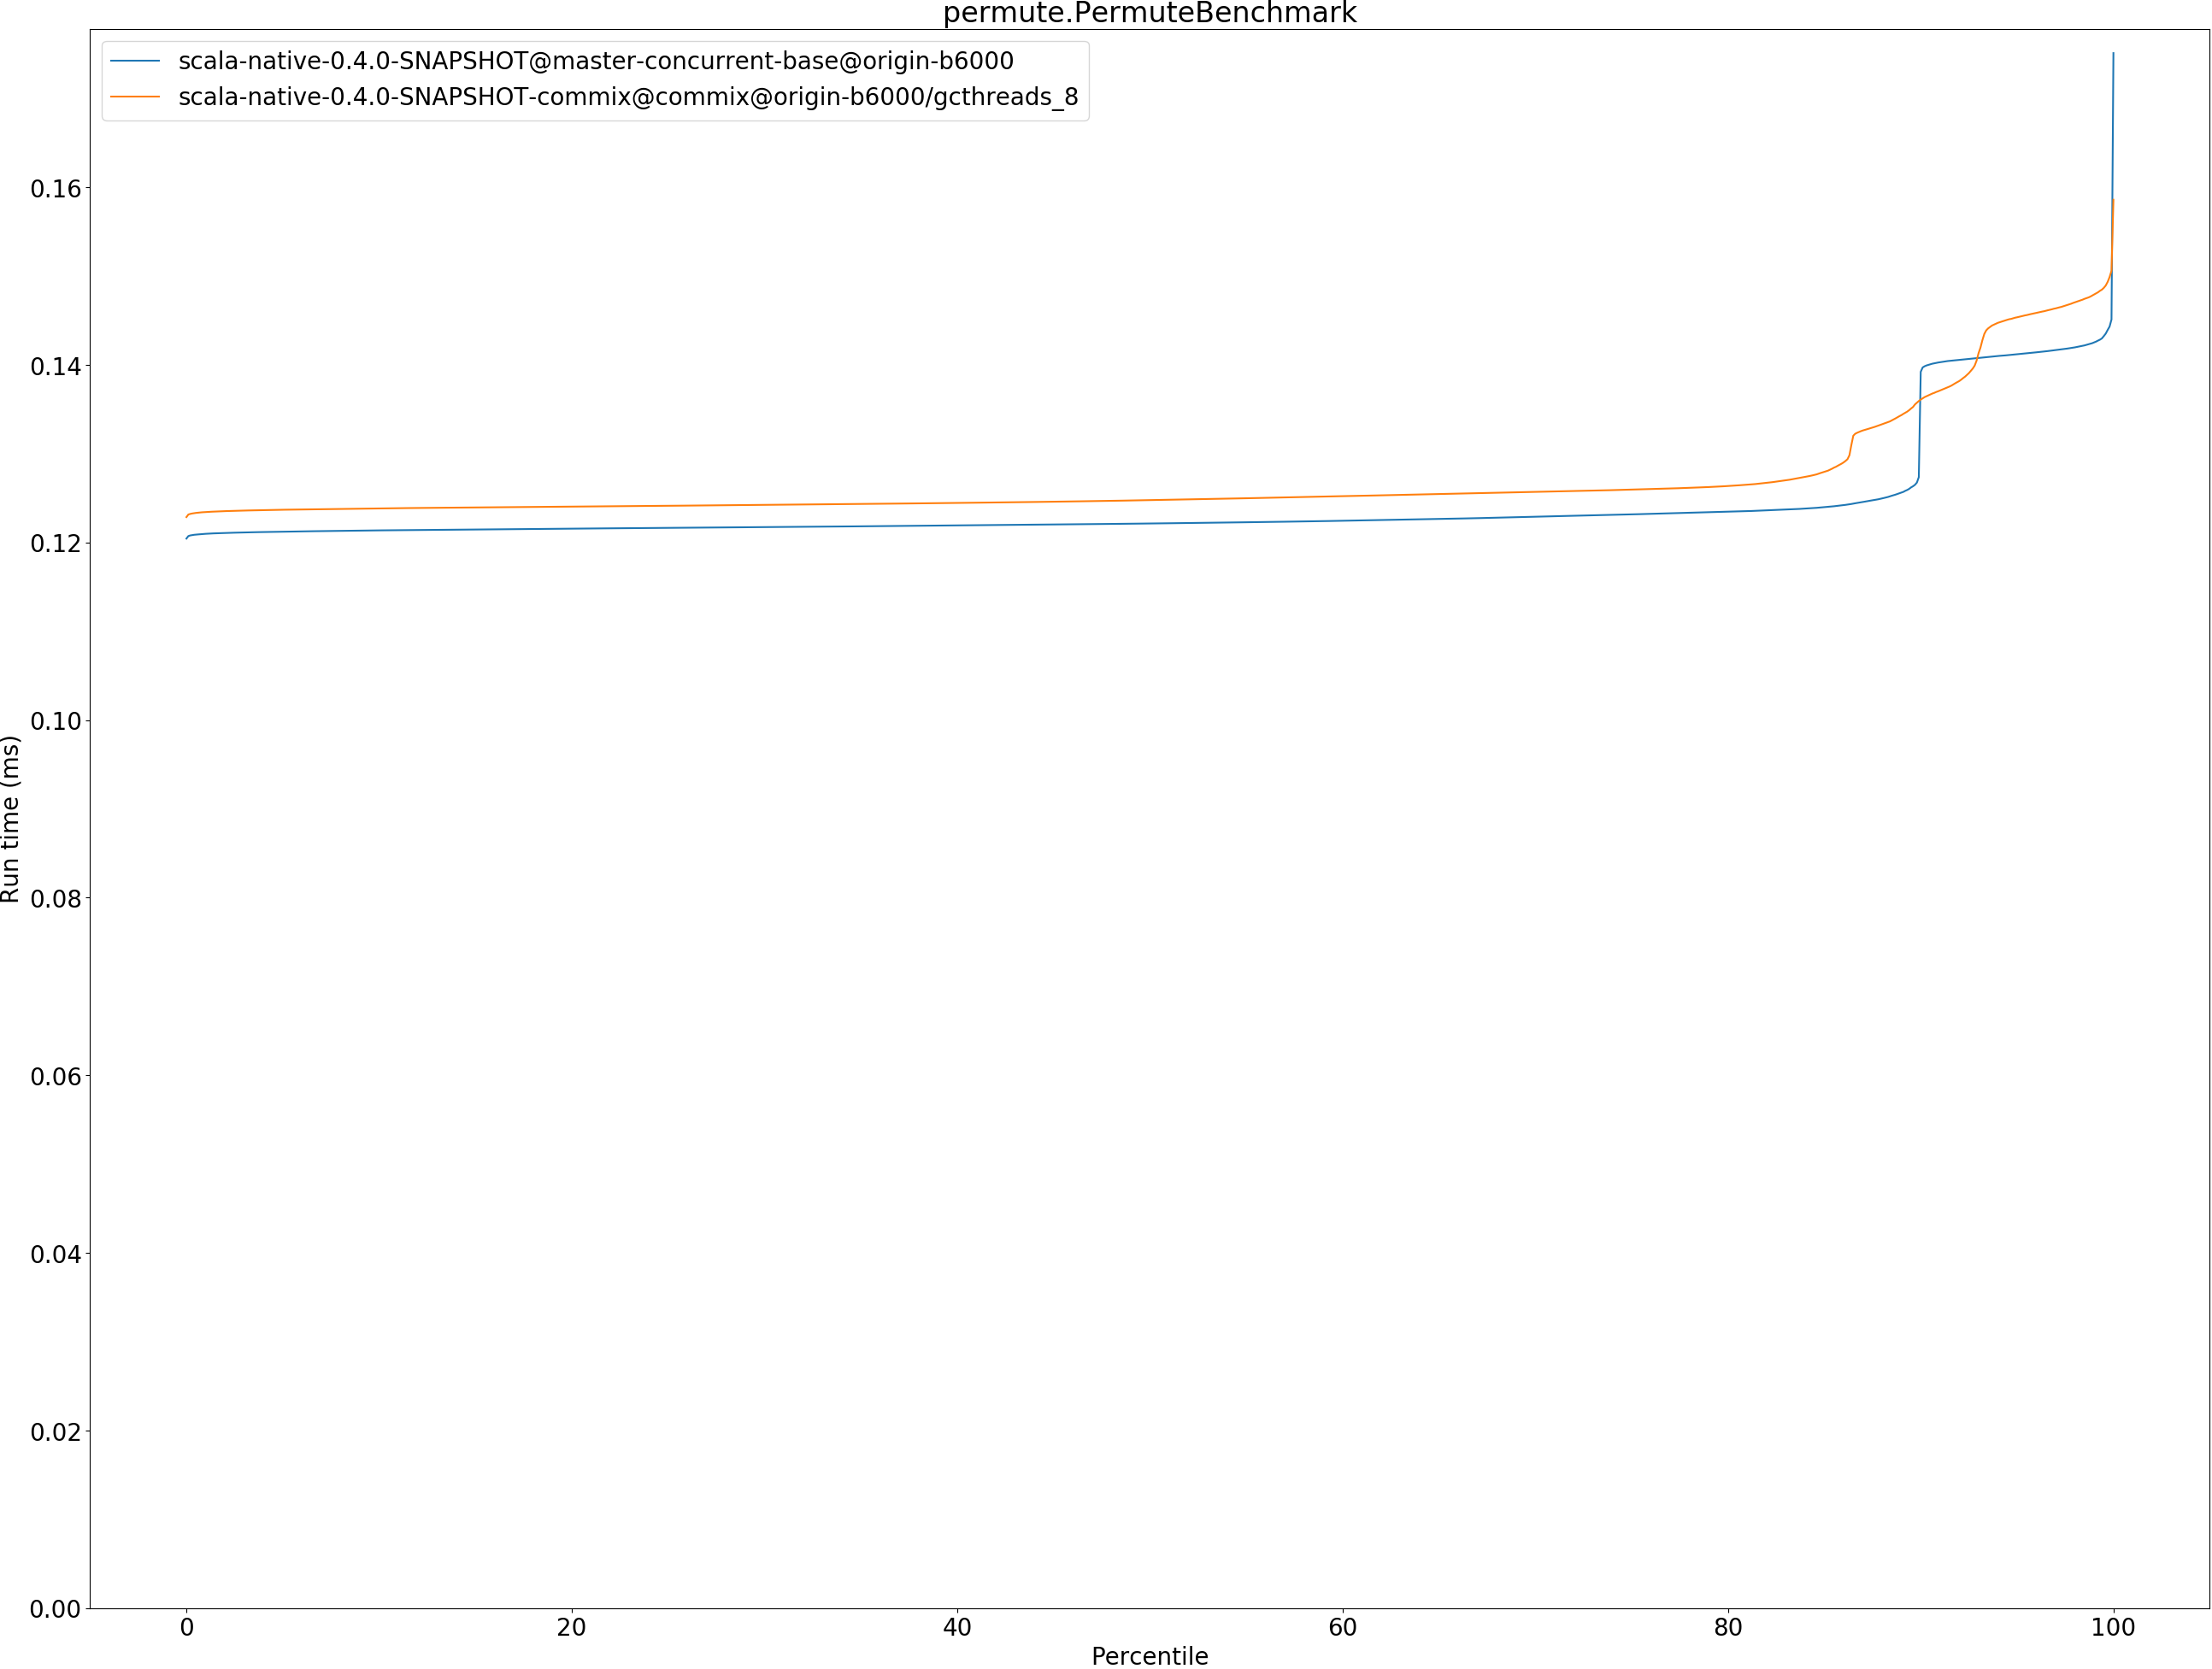 permute.PermuteBenchmark
scala-native-0.4.0-SNAPSHOT@master-concurrent-base@origin-b6000
scala-native-0.4.0-SNAPSHOT-commix@commix@origin-b6000/gcthreads_8
0.16
0.14
0.12
0.10
0.08
0.06
0.04
0.02
0.00
Run time (ms)
0 20 40 60 80 100
Percentile